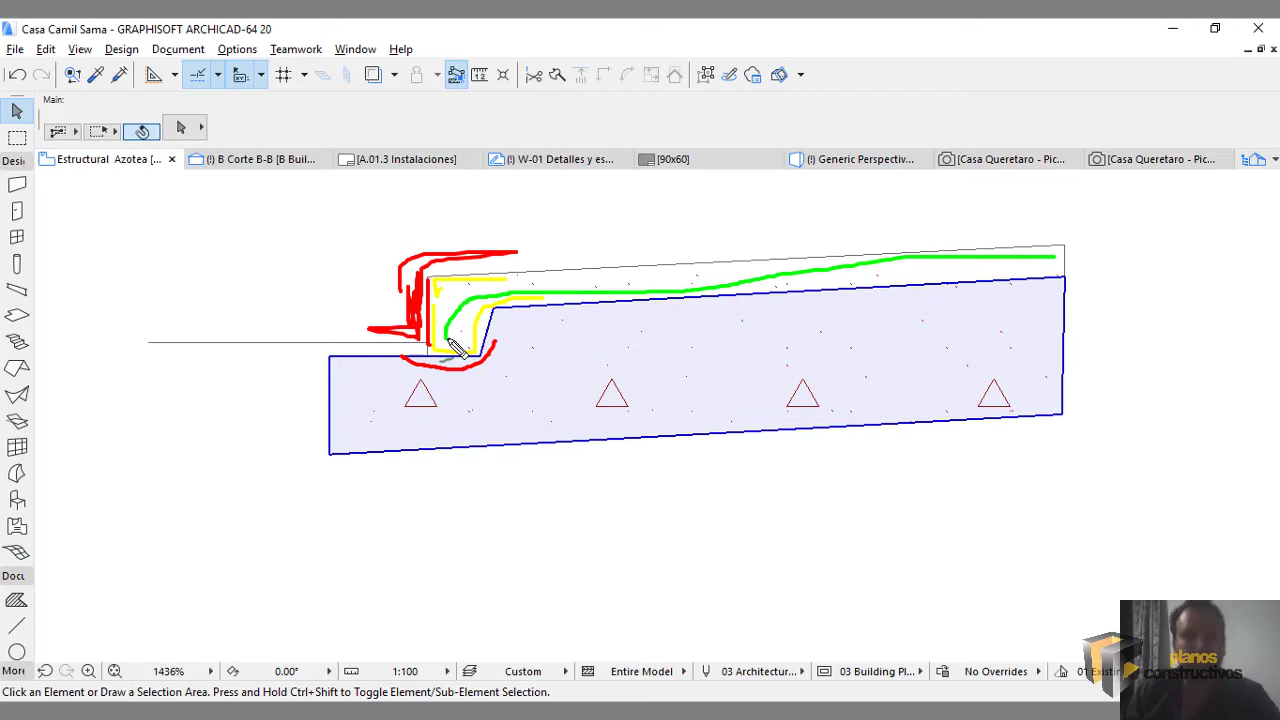 Casa Camil Sama - GRAPHISOFT ARCHICAD-64 20
File Edit View Design Document Options Teamwork Window Help
Main:
Estructural Azotea [...
(!) B Corte B-B [B Buil...
[A.01.3 Instalaciones]
(!) W-01 Detalles y es...
[90x60]
(!) Generic Perspectiv...
[Casa Queretaro - Pic...
[Casa Queretaro - Pic...
Desi
Docu
More
1436%
0.00°
1:100
Custom
Entire Model
03 Architectur...
03 Building Pl...
No Overrides
01 Existin
planos
constructivos
Click an Element or Draw a Selection Area. Press and Hold Ctrl+Shift to Toggle Element/Sub-Element Selection.